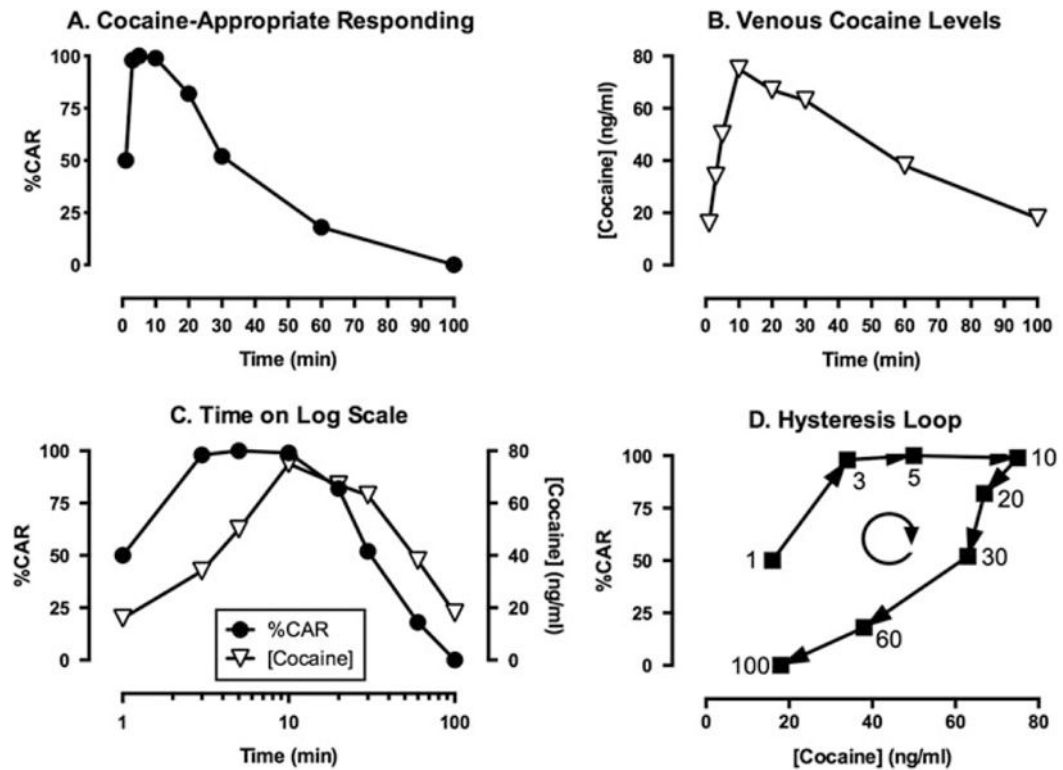 A. Cocaine-Appropriate Responding
100
75
50
25
0
%CAR
0 10 20 30 40 50 60 70 80 90 100
Time (min)
B. Venous Cocaine Levels
80
60
40
20
0
[Cocaine] (ng/ml)
0 10 20 30 40 50 60 70 80 90 100
Time (min)
C. Time on Log Scale
100
75
50
25
0
%CAR
80
60
40
20
0
[Cocaine] (ng/ml)
%CAR
[Cocaine]
1 10 100
Time (min)
D. Hysteresis Loop
100
75
50
25
0
%CAR
1
3
5
10
20
30
60
100
0 20 40 60 80
[Cocaine] (ng/ml)